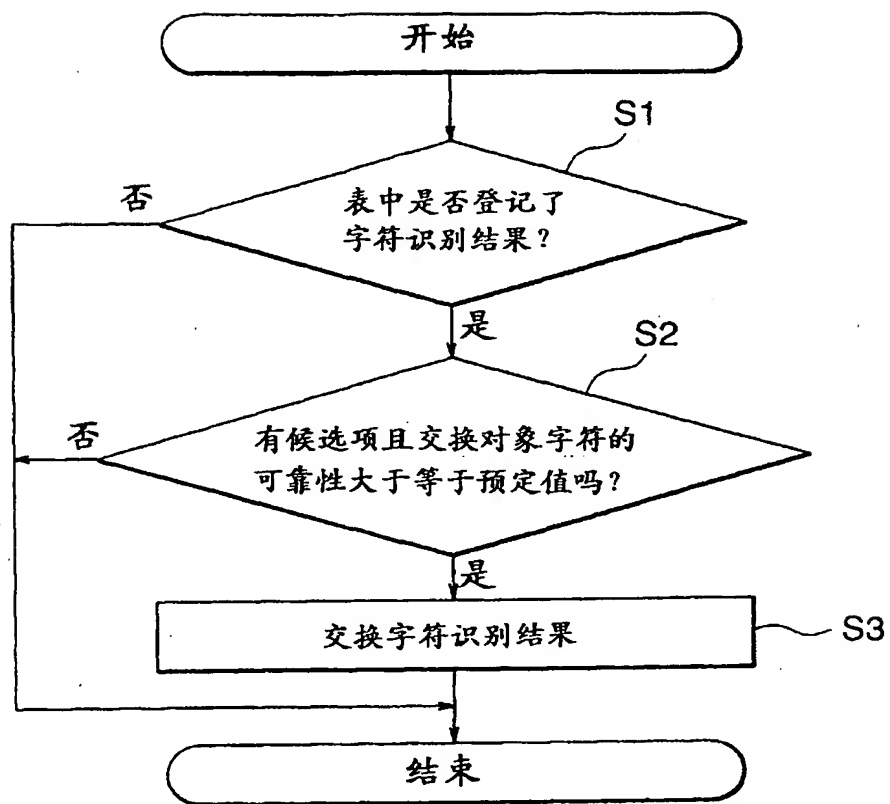 开始
S1
否
表中是否登记了
字符识别结果？
是
S2
否
有候选项且交换对象字符的
可靠性大于等于预定值吗？
是
交换字符识别结果
S3
结束